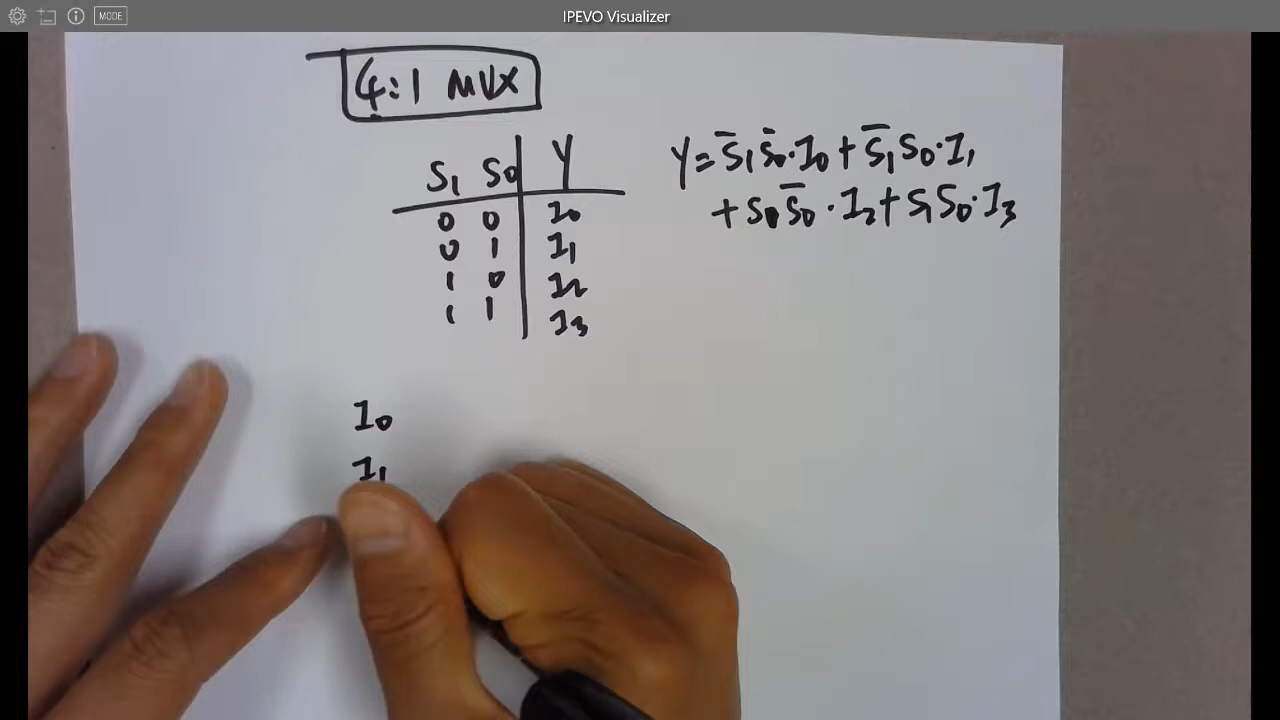 MODE
IPEVO Visualizer
4:1 MUX
S₁ S₀ Y
0 0 I₀
0 1 I₁
1 0 I₂
1 1 I₃
Y = S̅₁S̅₀·I₀ + S̅₁S₀·I₁
+ S₀S̅₀·I₂ + S₁S₀·I₃
I₀
I₁